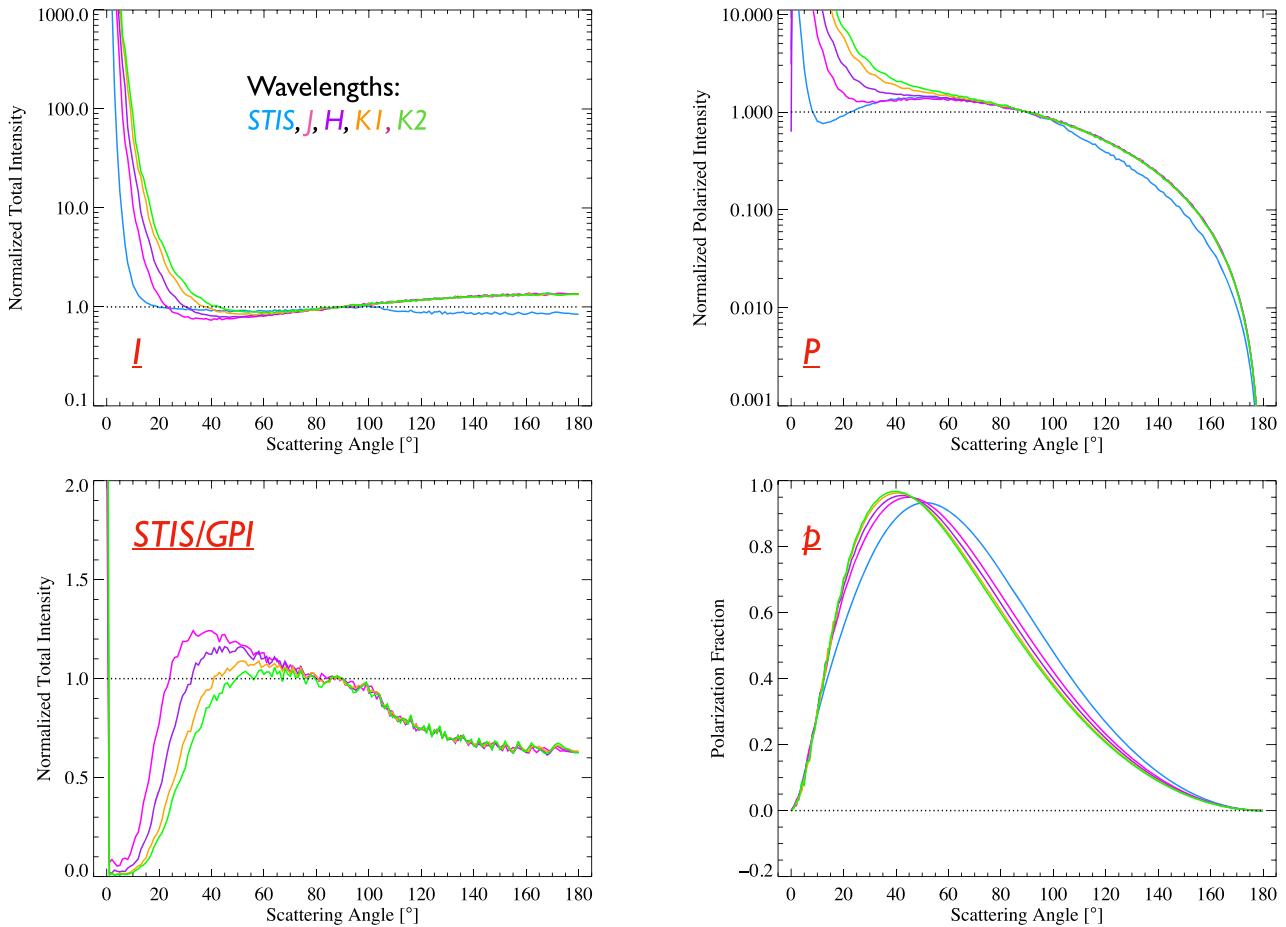 1000.0
100.0
10.0
1.0
0.1
Normalized Total Intensity
Wavelengths:
STIS, J, H, K1, K2
I
0 20 40 60 80 100 120 140 160 180
Scattering Angle [°]
10.000
1.000
0.100
0.010
0.001
Normalized Polarized Intensity
P
0 20 40 60 80 100 120 140 160 180
Scattering Angle [°]
2.0
1.5
1.0
0.5
0.0
Normalized Total Intensity
STIS/GPI
0 20 40 60 80 100 120 140 160 180
Scattering Angle [°]
1.0
0.8
0.6
0.4
0.2
0.0
−0.2
Polarization Fraction
p
0 20 40 60 80 100 120 140 160 180
Scattering Angle [°]